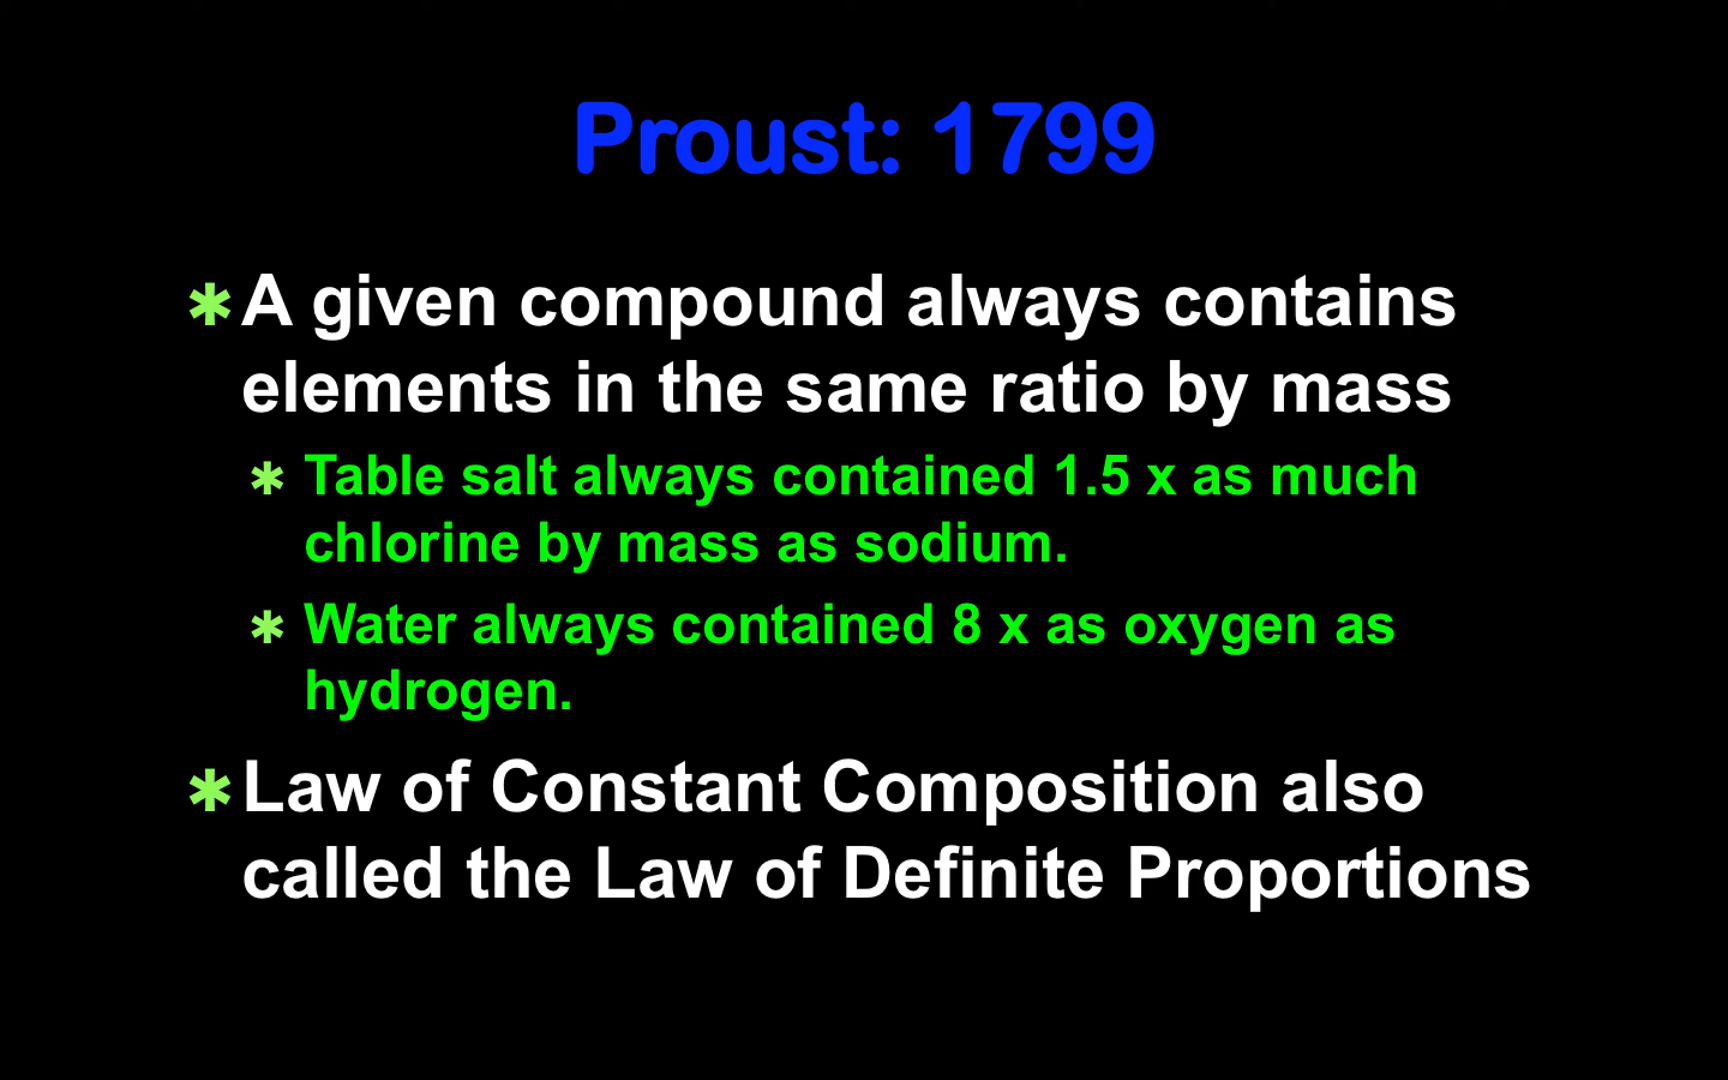 Proust: 1799
✱A given compound always contains
elements in the same ratio by mass
✱ Table salt always contained 1.5 x as much
chlorine by mass as sodium.
✱ Water always contained 8 x as oxygen as
hydrogen.
✱Law of Constant Composition also
called the Law of Definite Proportions